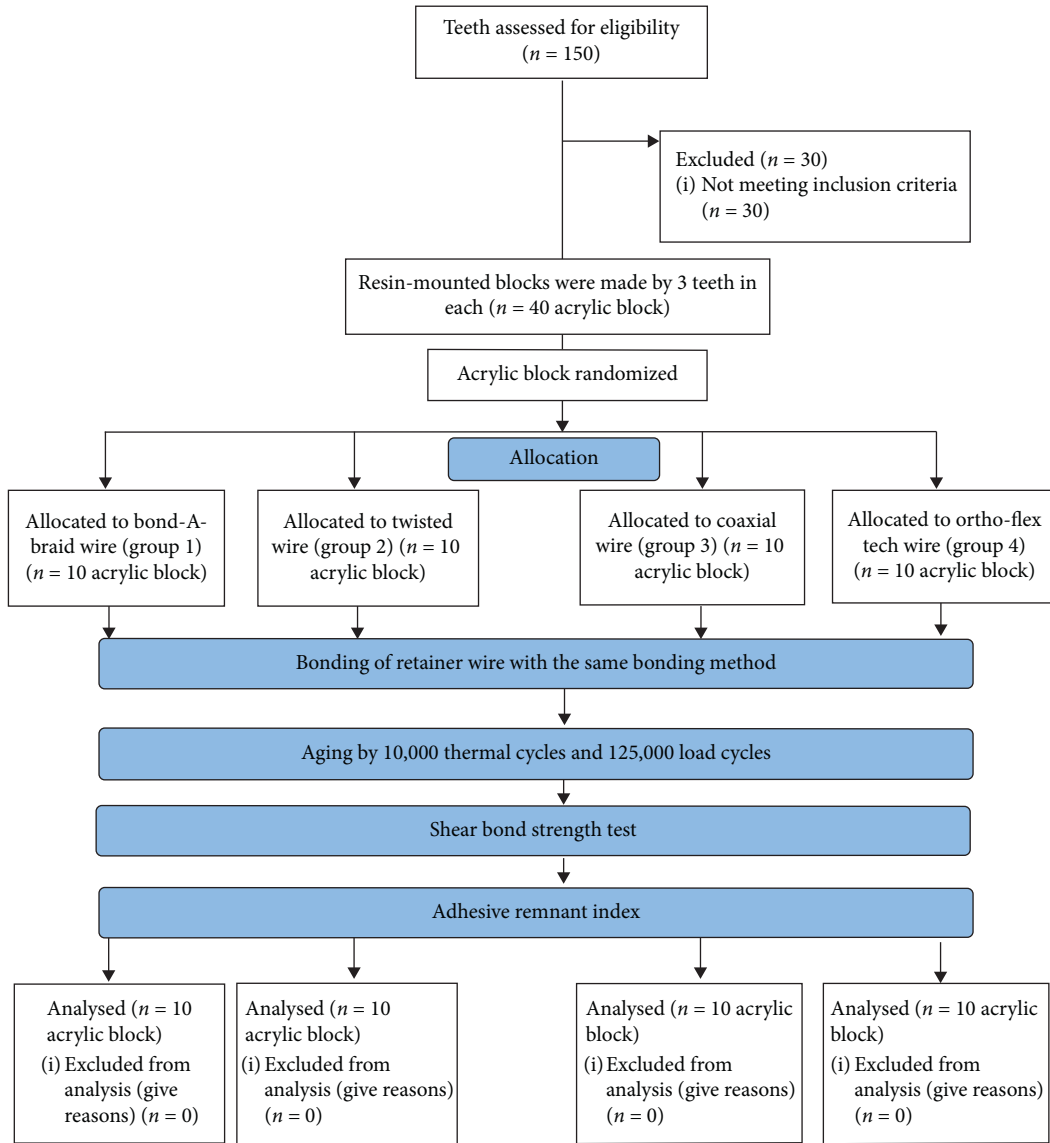 Teeth assessed for eligibility
(n = 150)
Excluded (n = 30)
(i) Not meeting inclusion criteria
(n = 30)
Resin-mounted blocks were made by 3 teeth in
each (n = 40 acrylic block)
Acrylic block randomized
Allocation
Allocated to bond-A-
braid wire (group 1)
(n = 10 acrylic block)
Allocated to twisted
wire (group 2) (n = 10
acrylic block)
Allocated to coaxial
wire (group 3) (n = 10
acrylic block)
Allocated to ortho-flex
tech wire (group 4)
(n = 10 acrylic block)
Bonding of retainer wire with the same bonding method
Aging by 10,000 thermal cycles and 125,000 load cycles
Shear bond strength test
Adhesive remnant index
Analysed (n = 10
acrylic block)
(i) Excluded from
analysis (give
reasons) (n = 0)
Analysed (n = 10
acrylic block)
(i) Excluded from
analysis (give reasons)
(n = 0)
Analysed (n = 10 acrylic
block)
(i) Excluded from
analysis (give reasons)
(n = 0)
Analysed (n = 10 acrylic
block)
(i) Excluded from
analysis (give reasons)
(n = 0)